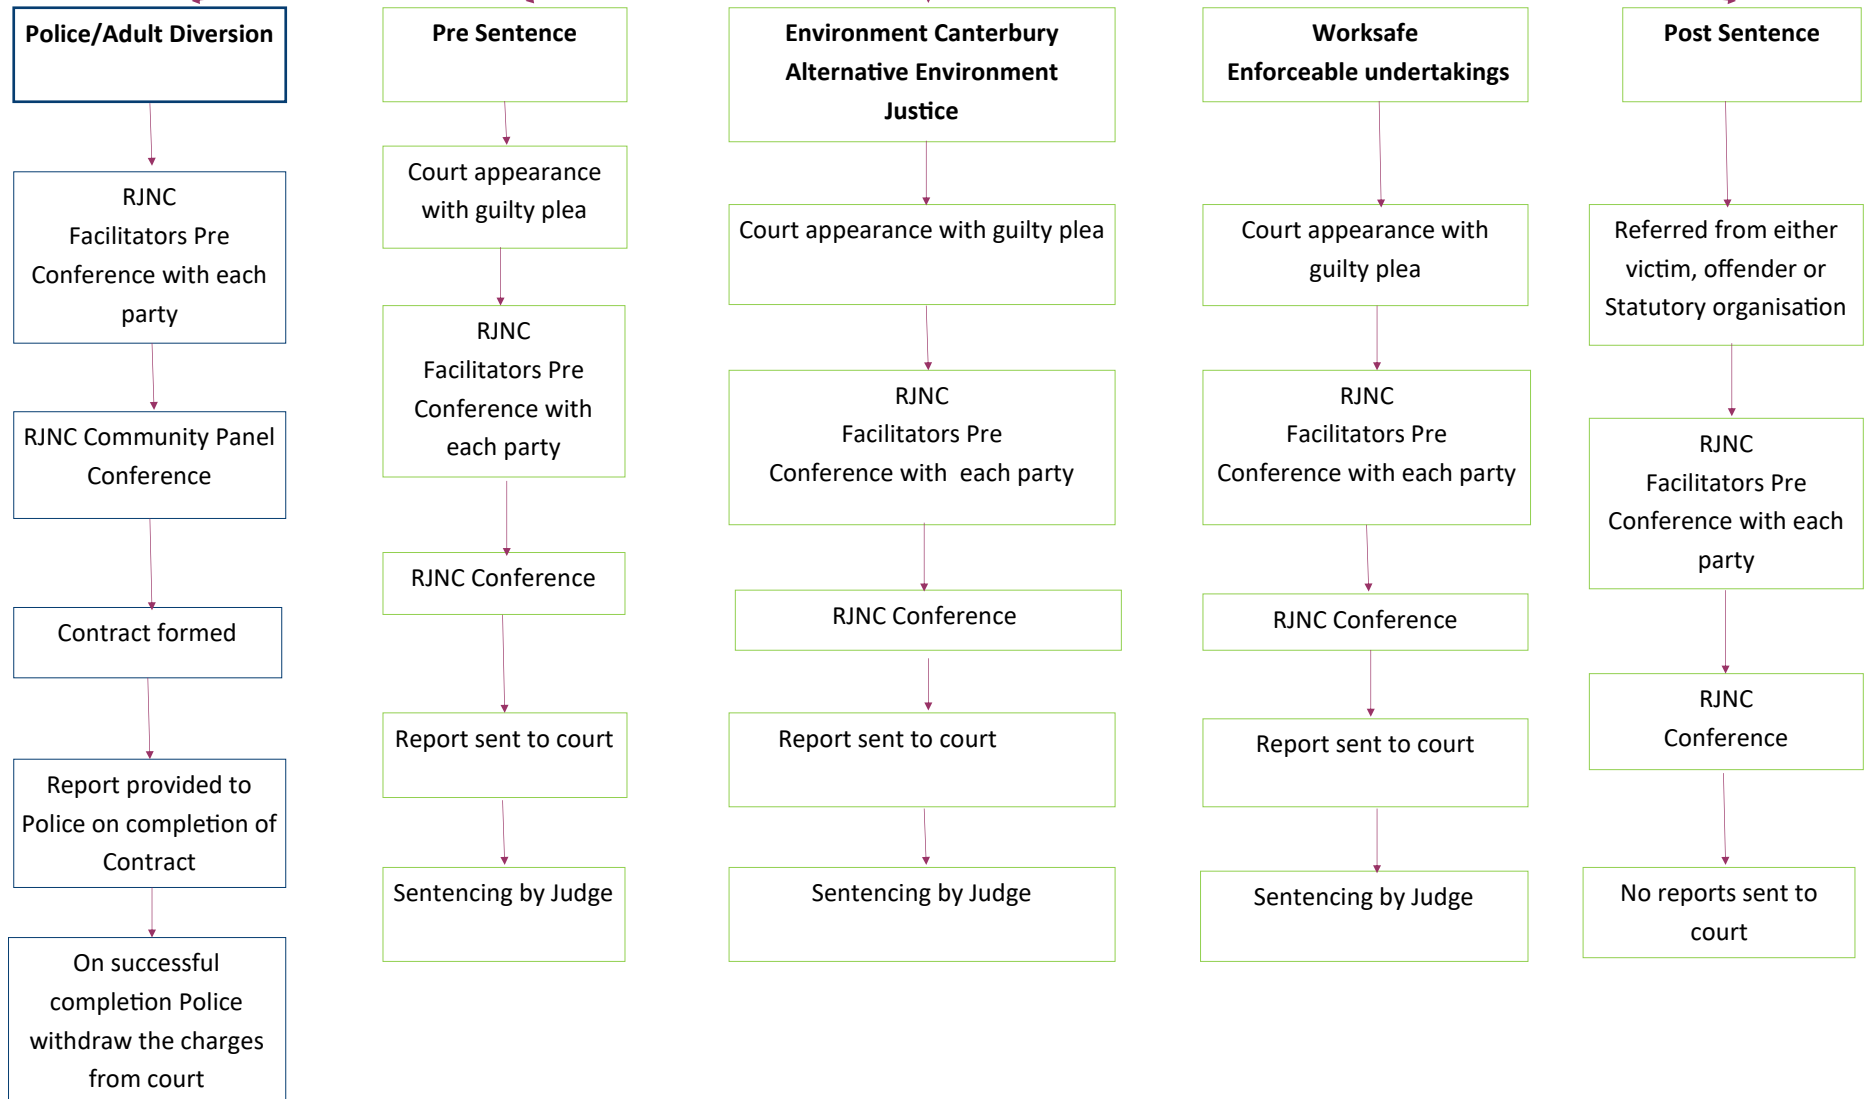 Police/Adult Diversion
RJNC
Facilitators Pre
Conference with each
party
RJNC Community Panel
Conference
Contract formed
Report provided to
Police on completion of
Contract
On successful
completion Police
withdraw the charges
from court
Pre Sentence
Court appearance
with guilty plea
RJNC
Facilitators Pre
Conference with
each party
RJNC Conference
Report sent to court
Sentencing by Judge
Environment Canterbury
Alternative Environment
Justice
Court appearance with guilty plea
RJNC
Facilitators Pre
Conference with each party
RJNC Conference
Report sent to court
Sentencing by Judge
Worksafe
Enforceable undertakings
Court appearance with
guilty plea
RJNC
Facilitators Pre
Conference with each party
RJNC Conference
Report sent to court
Sentencing by Judge
Post Sentence
Referred from either
victim, offender or
Statutory organisation
RJNC
Facilitators Pre
Conference with each
party
RJNC
Conference
No reports sent to
court